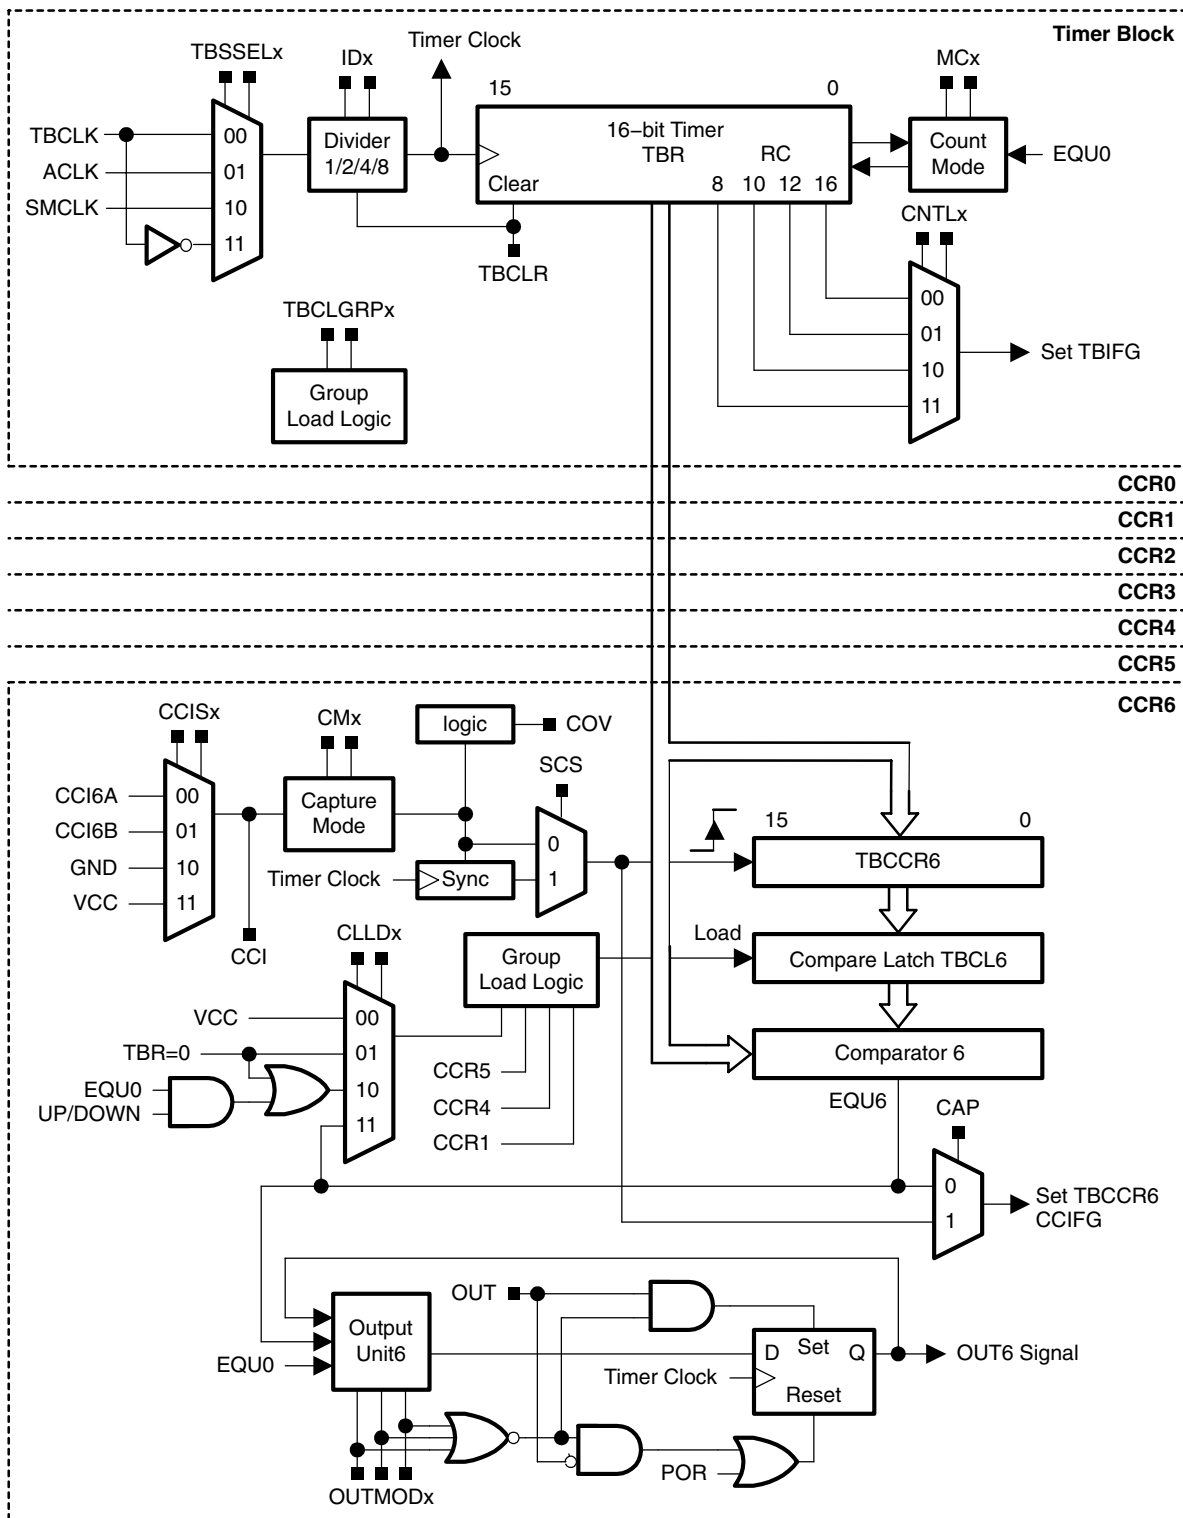 Timer Block
Timer Clock
TBSSELx
IDx
15
0
MCx
TBCLK
00
Divider
1/2/4/8
16−bit Timer
TBR
RC
Count
Mode
EQU0
ACLK
01
SMCLK
10
Clear
8
10
12
16
11
CNTLx
TBCLR
TBCLGRPx
00
01
Set TBIFG
10
11
Group
Load Logic
CCR0
CCR1
CCR2
CCR3
CCR4
CCR5
CCR6
CCISx
CMx
logic
COV
SCS
CCI6A
00
Capture
Mode
CCI6B
01
15
0
GND
10
0
TBCCR6
VCC
11
Timer Clock
Sync
1
CCI
CLLDx
Load
Group
Load Logic
Compare Latch TBCL6
VCC
00
TBR=0
01
Comparator 6
EQU0
10
CCR5
EQU6
CAP
UP/DOWN
11
CCR4
CCR1
0
Set TBCCR6
CCIFG
1
OUT
Output
Unit6
EQU0
D
Set
Q
OUT6 Signal
Timer Clock
Reset
POR
OUTMODx